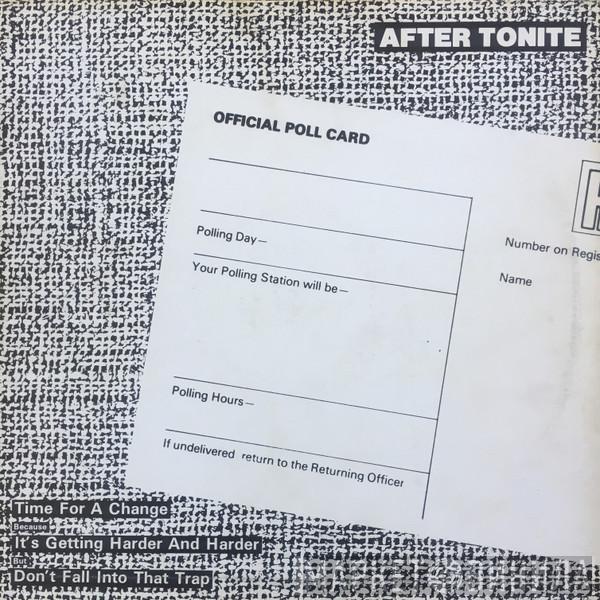 AFTER TONITE
OFFICIAL POLL CARD
Polling Day—
Number on Regis
Your Polling Station will be—
Name
Polling Hours—
If undelivered return to the Returning Officer
Time For A Change
Because
It's Getting Harder And Harder
But
Don't Fall Into That Trap